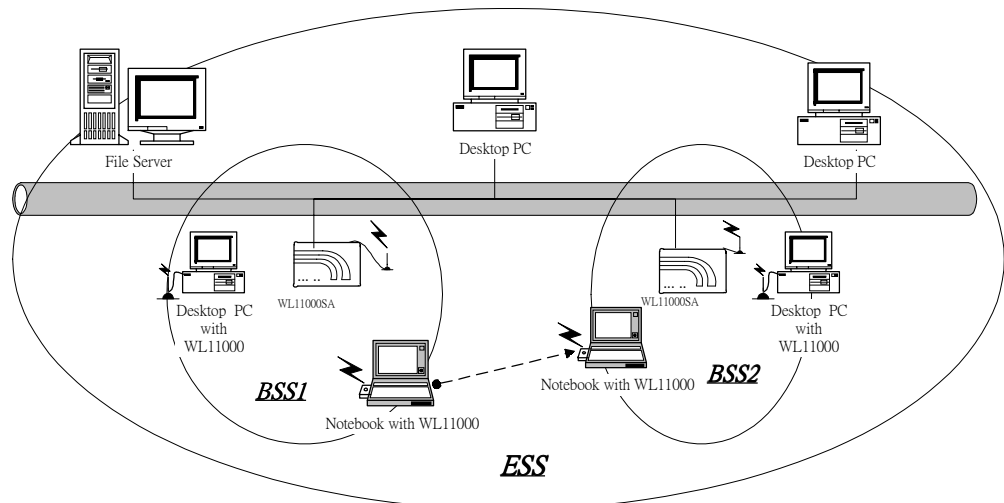 File Server
Desktop PC
Desktop PC
WL11000SA
WL11000SA
Desktop PC
with
WL11000
Desktop PC
with
WL11000
BSS1
BSS2
Notebook with WL11000
Notebook with WL11000
ESS